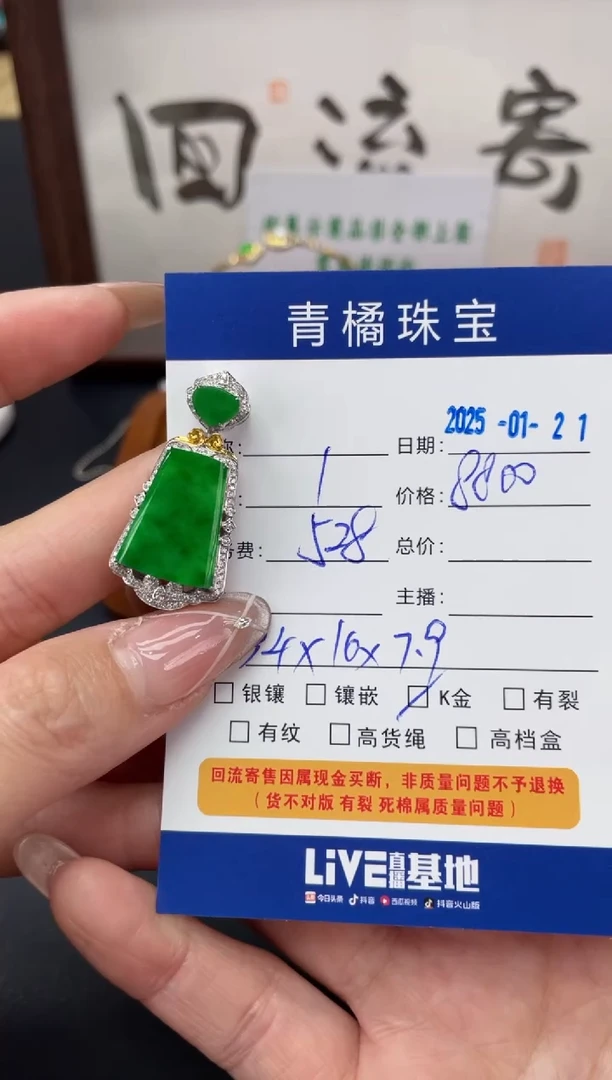 回流寄
青橘珠宝
2025-01-21
日期:
1
价格: 8800
费: 528
总价:
主播:
34×16×7.9
□ 银镶 □ 镶嵌 ☑ K金 □ 有裂
□ 有纹 □ 高货绳 □ 高档盒
回流寄售因属现金买断，非质量问题不予退换
（货不对版 有裂 死棉属质量问题）
LiVE直播基地
今日头条 抖音 西瓜视频 抖音火山版